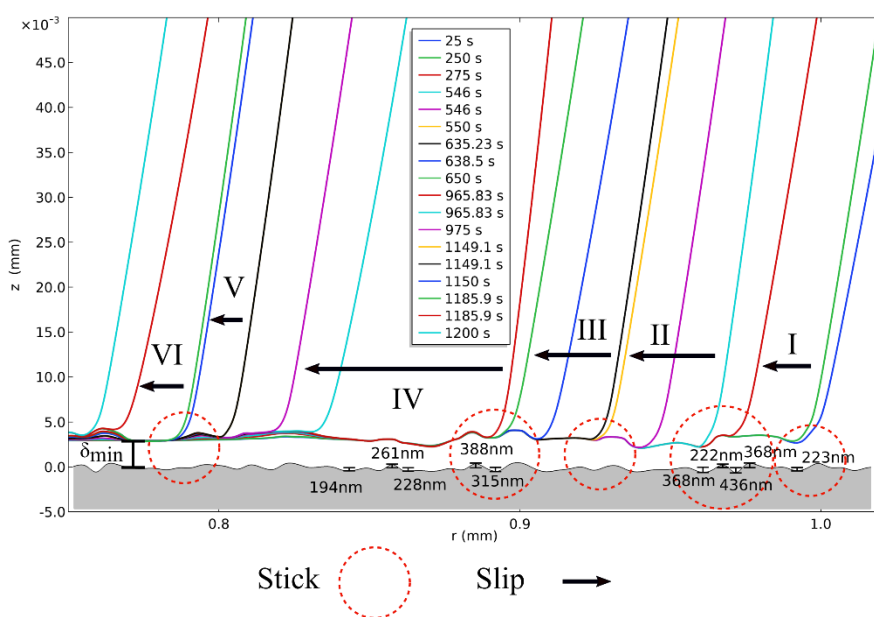 ×10⁻³
45.0
40.0
35.0
30.0
25.0
20.0
15.0
10.0
5.0
0.0
-5.0
z (mm)
25 s
250 s
275 s
546 s
546 s
550 s
635.23 s
638.5 s
650 s
965.83 s
965.83 s
975 s
1149.1 s
1149.1 s
1150 s
1185.9 s
1185.9 s
1200 s
VI
V
IV
III
II
I
δmin
194nm
261nm
228nm
388nm
315nm
222nm
368nm
368nm
436nm
223nm
0.8
0.9
1.0
r (mm)
Stick
Slip